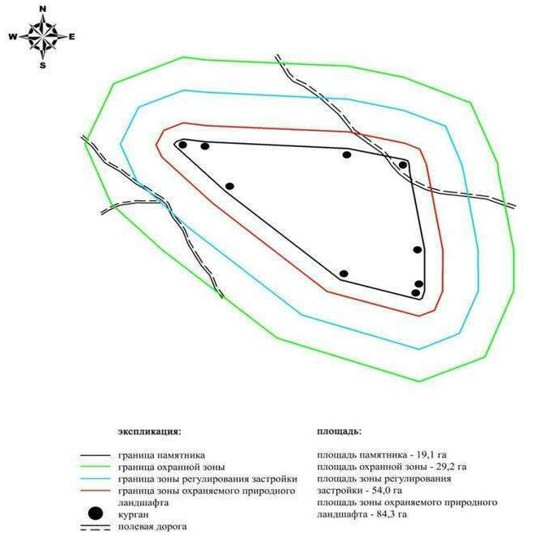 N
W E
S
экспликация: площадь:
граница памятника площадь памятника - 19,1 га
граница охранной зоны площадь охранной зоны - 29,2 га
граница зоны регулирования застройки площадь зоны регулирования
граница зоны охраняемого природного застройки - 54,0 га
ландшафта площадь зоны охраняемого природного
курган ландшафта - 84,3 га
полевая дорога